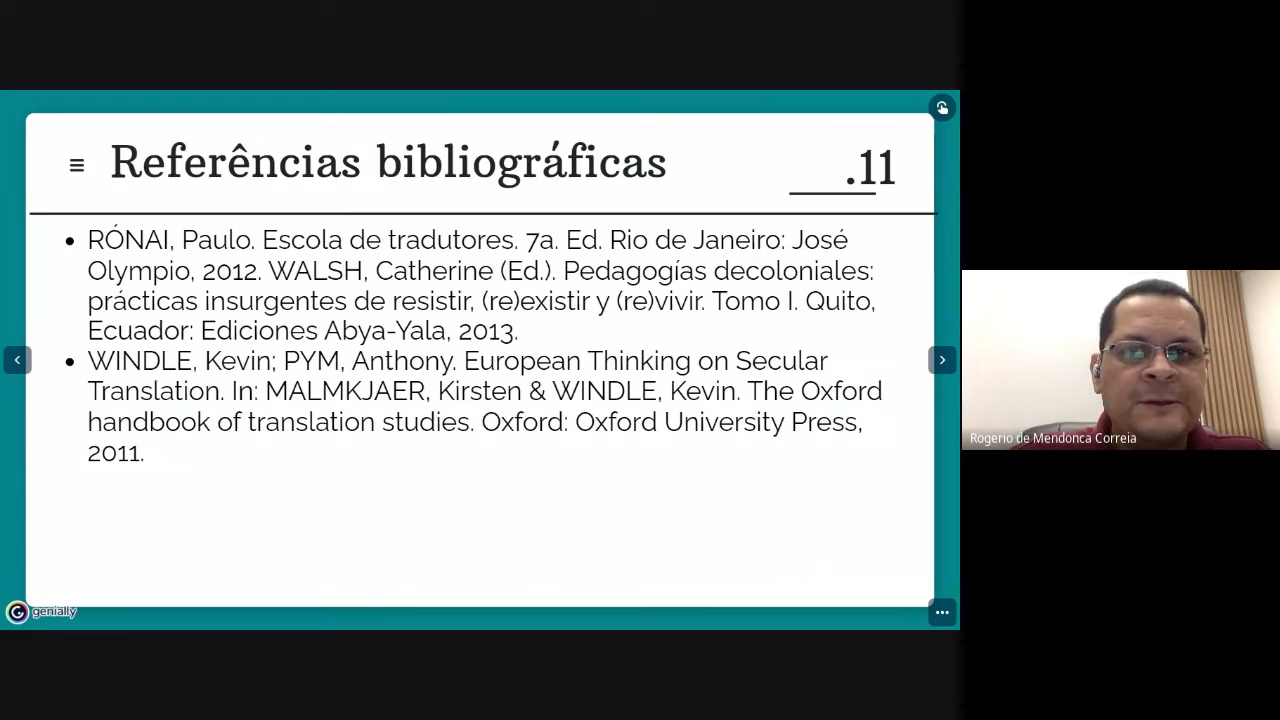 Referências bibliográficas
.11
• RÓNAI, Paulo. Escola de tradutores. 7a. Ed. Rio de Janeiro: José
Olympio, 2012. WALSH, Catherine (Ed.). Pedagogías decoloniales:
prácticas insurgentes de resistir, (re)existir y (re)vivir. Tomo I. Quito,
Ecuador: Ediciones Abya-Yala, 2013.
• WINDLE, Kevin; PYM, Anthony. European Thinking on Secular
Translation. In: MALMKJAER, Kirsten & WINDLE, Kevin. The Oxford
handbook of translation studies. Oxford: Oxford University Press,
2011.
genially
Rogerio de Mendonca Correia